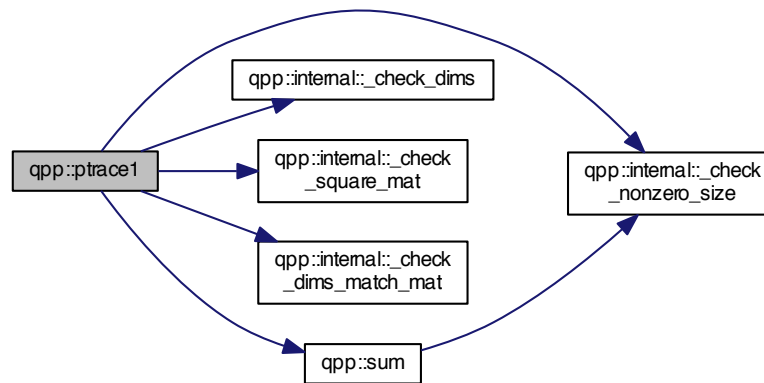 qpp::internal::_check_dims
qpp::ptrace1
qpp::internal::_check
_square_mat
qpp::internal::_check
_nonzero_size
qpp::internal::_check
_dims_match_mat
qpp::sum